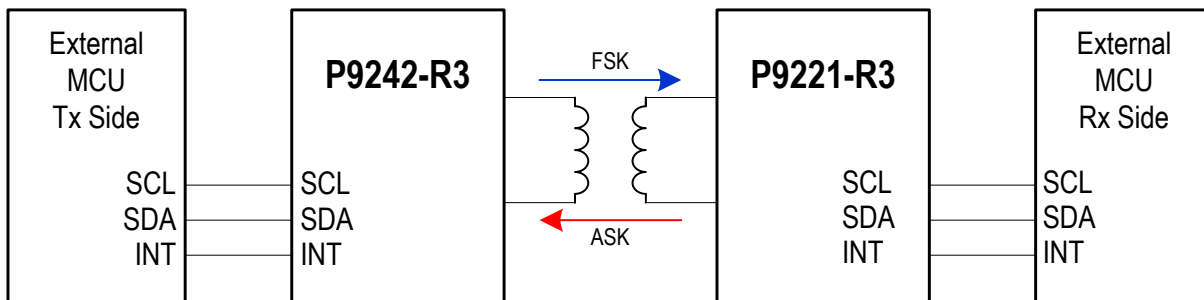 External
MCU
Tx Side
SCL
SDA
INT
P9242-R3
SCL
SDA
INT
FSK
ASK
P9221-R3
SCL
SDA
INT
External
MCU
Rx Side
SCL
SDA
INT